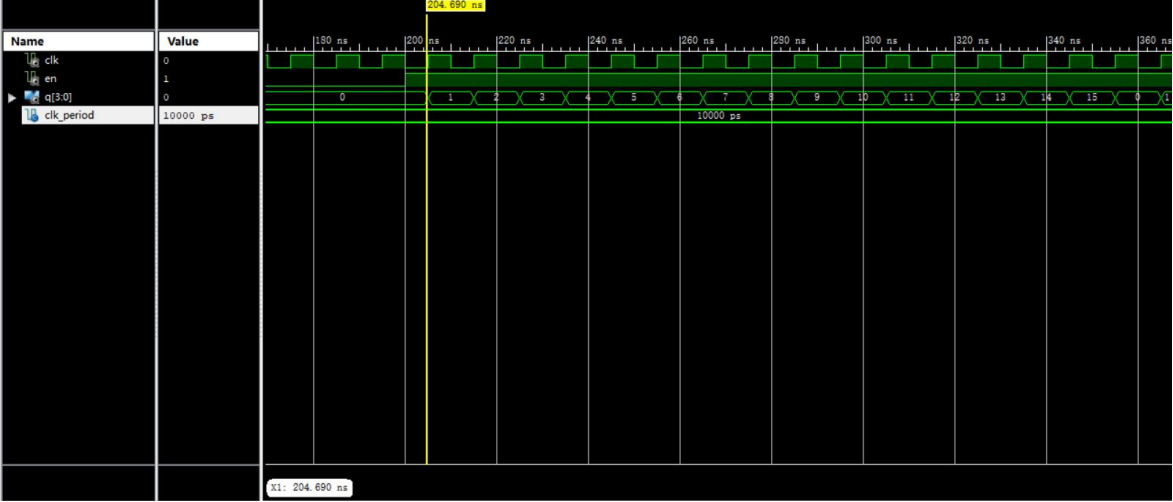 204.690 ns
Name Value
180 ns 200 ns 220 ns 240 ns 260 ns 280 ns 300 ns 320 ns 340 ns 360 ns
clk 0
en 1
q[3:0] 0 0 1 2 3 4 5 6 7 8 9 10 11 12 13 14 15 0 1
clk_period 10000 ps 10000 ps
X1: 204.690 ns